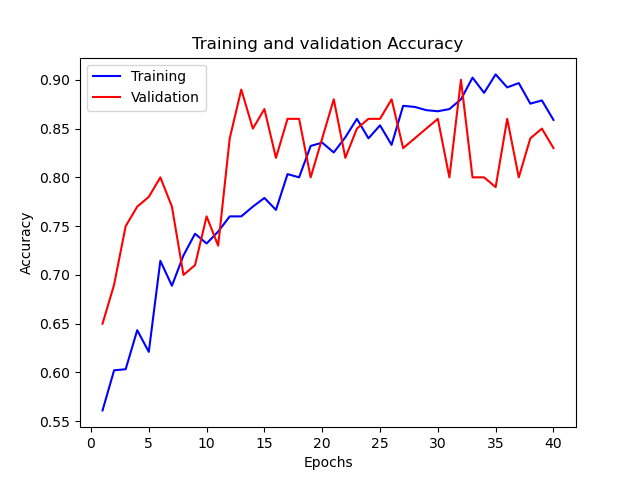 Training and validation Accuracy
Training
Validation
0.90
0.85
0.80
0.75
0.70
0.65
0.60
0.55
Accuracy
0 5 10 15 20 25 30 35 40
Epochs